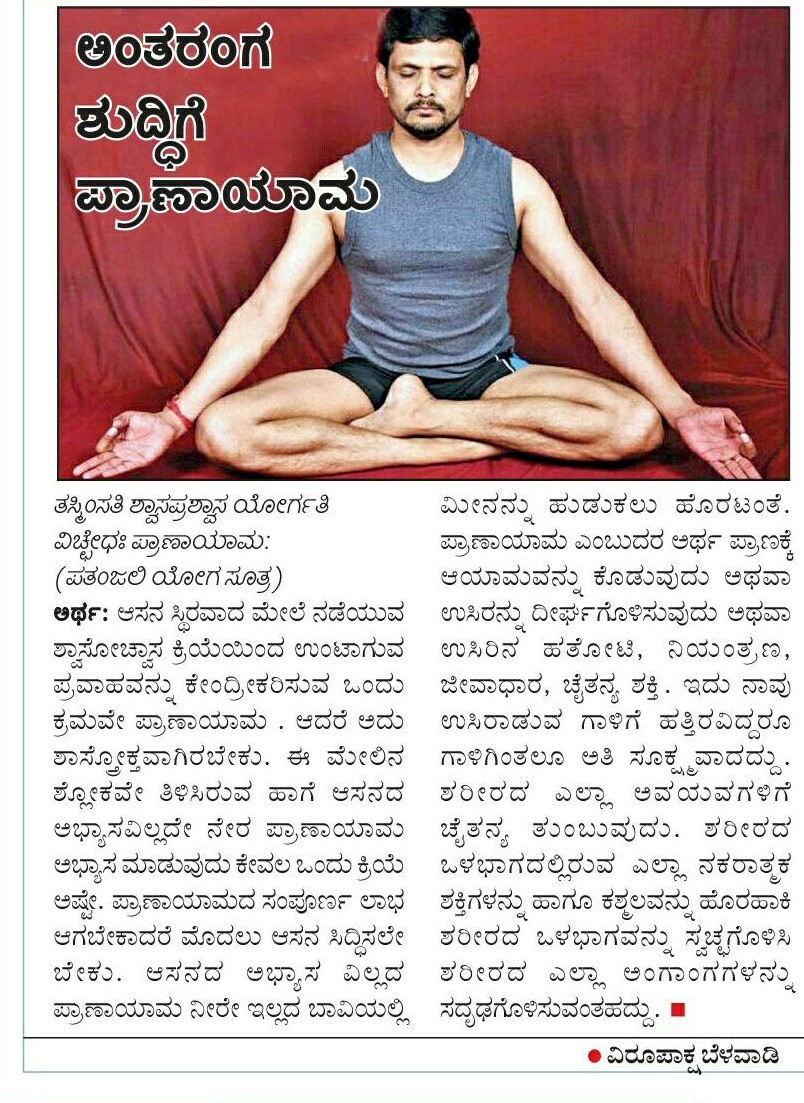 ಅಂತರಂಗ
ಶುದ್ಧಿಗೆ
ಪ್ರಾಣಾಯಾಮ
ತಸ್ಮಿಂಸತಿ ಶ್ವಾಸಪ್ರಶ್ವಾಸ ಯೋರ್ಗತಿ
ವಿಚ್ಛೇಧಃ ಪ್ರಾಣಾಯಾಮ:
(ಪತಂಜಲಿ ಯೋಗ ಸೂತ್ರ)
ಅರ್ಥ: ಆಸನ ಸ್ಥಿರವಾದ ಮೇಲೆ ನಡೆಯುವ
ಶ್ವಾಸೋಚ್ವಾಸ ಕ್ರಿಯೆಯಿಂದ ಉಂಟಾಗುವ
ಪ್ರವಾಹವನ್ನು ಕೇಂದ್ರೀಕರಿಸುವ ಒಂದು
ಕ್ರಮವೇ ಪ್ರಾಣಾಯಾಮ . ಆದರೆ ಅದು
ಶಾಸ್ತ್ರೋಕ್ತವಾಗಿರಬೇಕು. ಈ ಮೇಲಿನ
ಶ್ಲೋಕವೇ ತಿಳಿಸಿರುವ ಹಾಗೆ ಆಸನದ
ಅಭ್ಯಾಸವಿಲ್ಲದೇ ನೇರ ಪ್ರಾಣಾಯಾಮ
ಅಭ್ಯಾಸ ಮಾಡುವುದು ಕೇವಲ ಒಂದು ಕ್ರಿಯೆ
ಅಷ್ಟೇ. ಪ್ರಾಣಾಯಾಮದ ಸಂಪೂರ್ಣ ಲಾಭ
ಆಗಬೇಕಾದರೆ ಮೊದಲು ಆಸನ ಸಿದ್ಧಿಸಲೇ
ಬೇಕು. ಆಸನದ ಅಭ್ಯಾಸ ವಿಲ್ಲದ
ಪ್ರಾಣಾಯಾಮ ನೀರೇ ಇಲ್ಲದ ಬಾವಿಯಲ್ಲಿ
ಮೀನನ್ನು ಹುಡುಕಲು ಹೊರಟಂತೆ.
ಪ್ರಾಣಾಯಾಮ ಎಂಬುದರ ಅರ್ಥ ಪ್ರಾಣಕ್ಕೆ
ಆಯಾಮವನ್ನು ಕೊಡುವುದು ಅಥವಾ
ಉಸಿರನ್ನು ದೀರ್ಘಗೊಳಿಸುವುದು ಅಥವಾ
ಉಸಿರಿನ ಹತೋಟಿ, ನಿಯಂತ್ರಣ,
ಜೀವಾಧಾರ, ಚೈತನ್ಯ ಶಕ್ತಿ. ಇದು ನಾವು
ಉಸಿರಾಡುವ ಗಾಳಿಗೆ ಹತ್ತಿರವಿದ್ದರೂ
ಗಾಳಿಗಿಂತಲೂ ಅತಿ ಸೂಕ್ಷ್ಮವಾದದ್ದು.
ಶರೀರದ ಎಲ್ಲಾ ಅವಯವಗಳಿಗೆ
ಚೈತನ್ಯ ತುಂಬುವುದು. ಶರೀರದ
ಒಳಭಾಗದಲ್ಲಿರುವ ಎಲ್ಲಾ ನಕರಾತ್ಮಕ
ಶಕ್ತಿಗಳನ್ನು ಹಾಗೂ ಕಶ್ಮಲವನ್ನು ಹೊರಹಾಕಿ
ಶರೀರದ ಒಳಭಾಗವನ್ನು ಸ್ವಚ್ಛಗೊಳಿಸಿ
ಶರೀರದ ಎಲ್ಲಾ ಅಂಗಾಂಗಗಳನ್ನು
ಸದೃಢಗೊಳಿಸುವಂತಹದ್ದು. ■
● ವಿರೂಪಾಕ್ಷ ಬೆಳವಾಡಿ